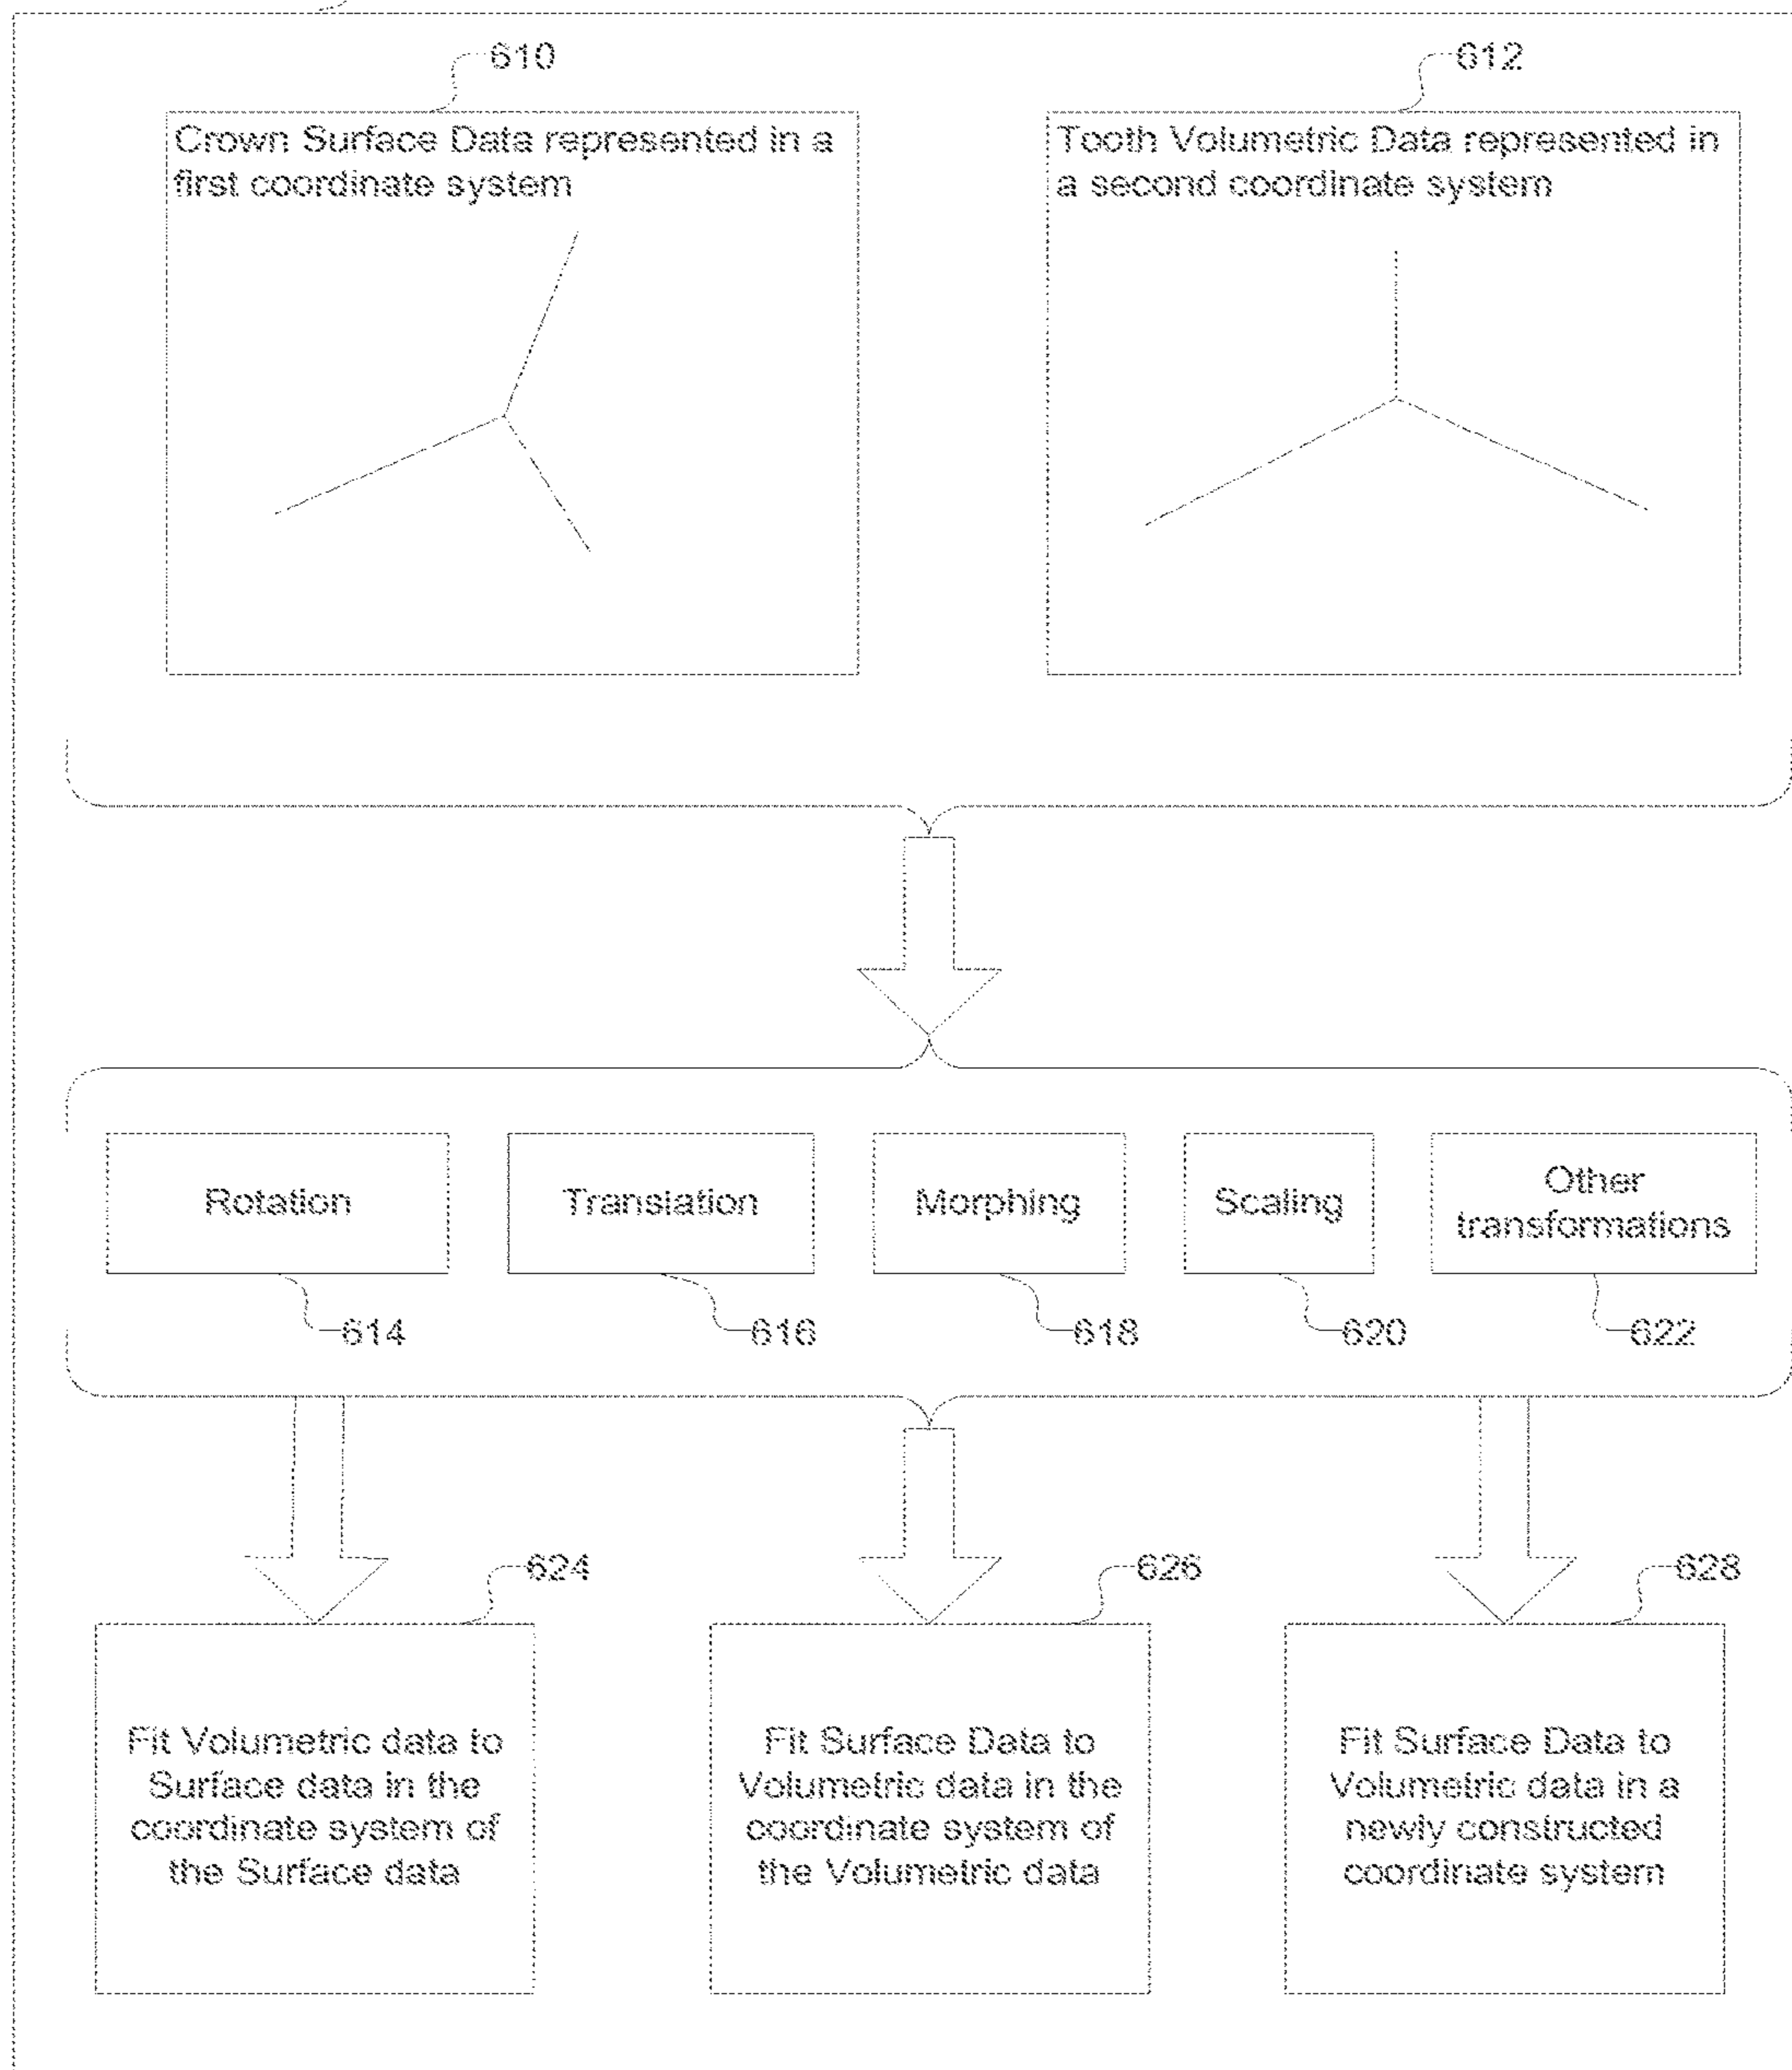 610
612
Crown Surface Data represented in a
first coordinate system
Tooth Volumetric Data represented in
a second coordinate system
Rotation
Translation
Morphing
Scaling
Other
transformations
614
616
618
620
622
624
626
628
Fit Volumetric data to
Surface data in the
coordinate system of
the Surface data
Fit Surface Data to
Volumetric data in the
coordinate system of
the Volumetric data
Fit Surface Data to
Volumetric data in a
newly constructed
coordinate system